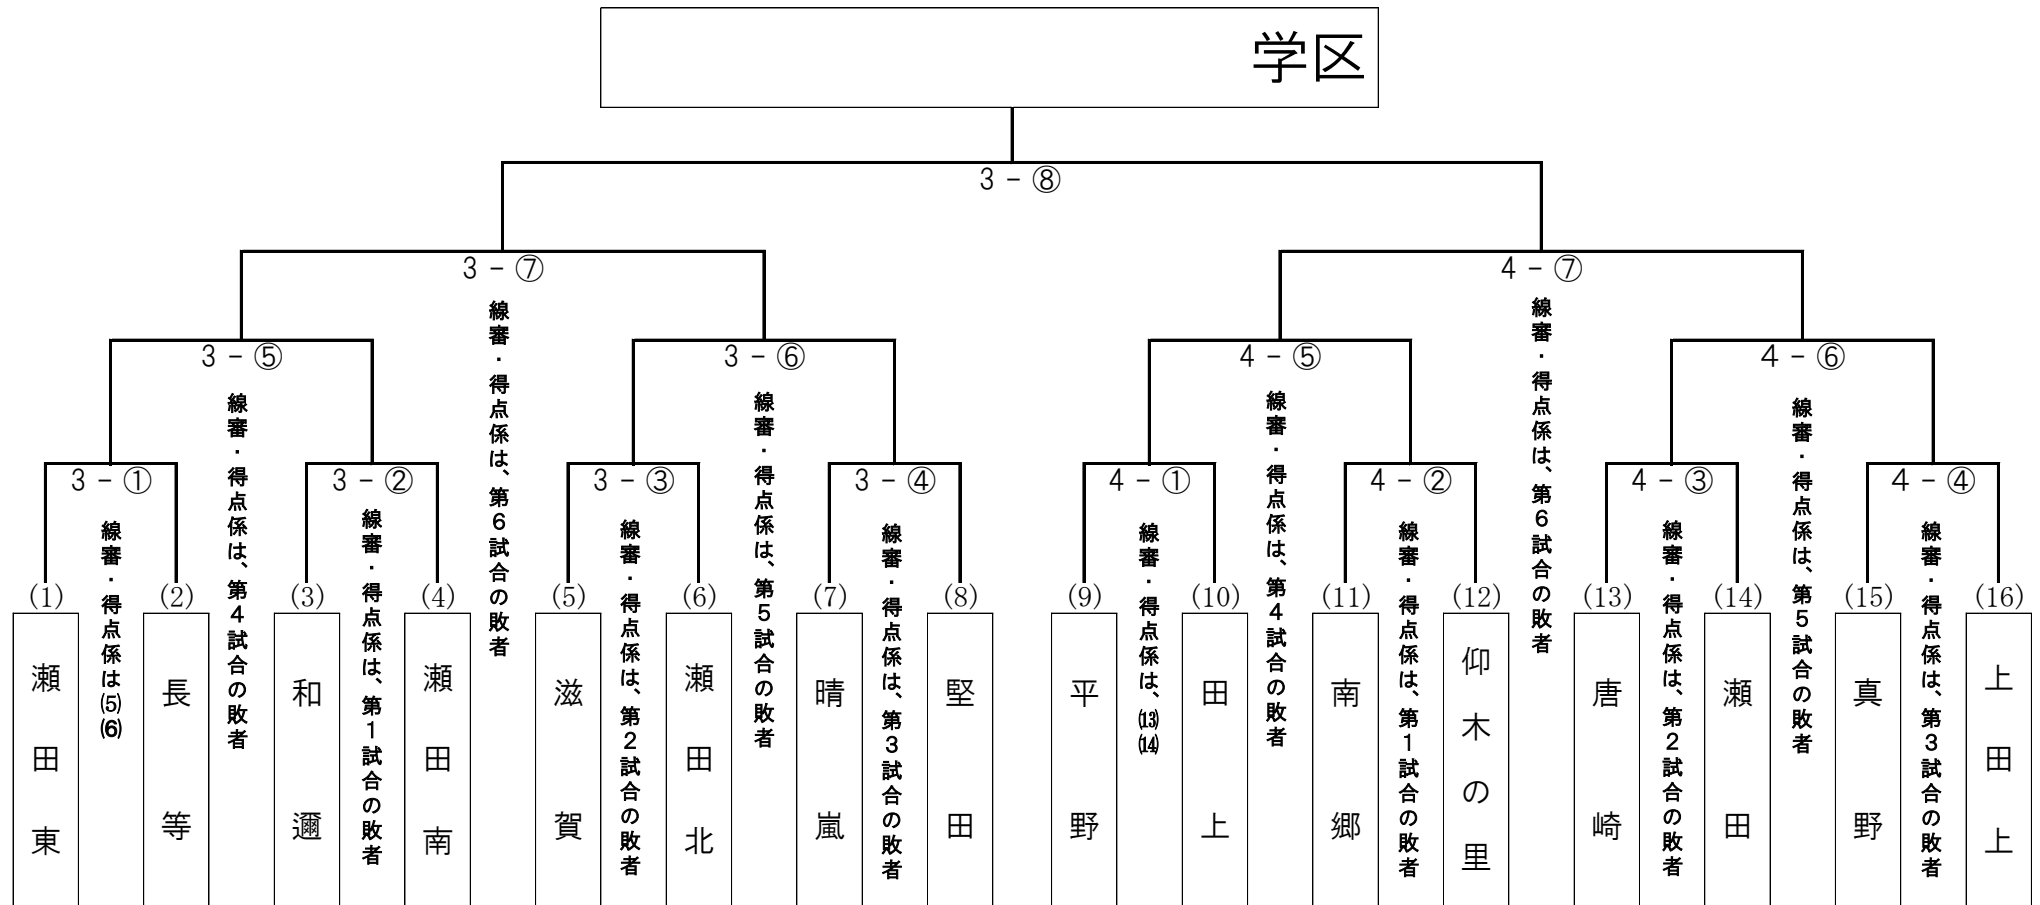 学区
3－⑧
3－⑦
4－⑦
3－⑤
3－⑥
4－⑤
4－⑥
3－①
3－②
3－③
3－④
4－①
4－②
4－③
4－④
線審・得点係は(5)(6)
線審・得点係は、第4試合の敗者
線審・得点係は、第1試合の敗者
線審・得点係は、第6試合の敗者
線審・得点係は、第2試合の敗者
線審・得点係は、第5試合の敗者
線審・得点係は、第3試合の敗者
線審・得点係は、(13)(14)
線審・得点係は、第4試合の敗者
線審・得点係は、第1試合の敗者
線審・得点係は、第6試合の敗者
線審・得点係は、第2試合の敗者
線審・得点係は、第5試合の敗者
線審・得点係は、第3試合の敗者
(1)
(2)
(3)
(4)
(5)
(6)
(7)
(8)
(9)
(10)
(11)
(12)
(13)
(14)
(15)
(16)
瀬田東
長等
和邇
瀬田南
滋賀
瀬田北
晴嵐
堅田
平野
田上
南郷
仰木の里
唐崎
瀬田
真野
上田上